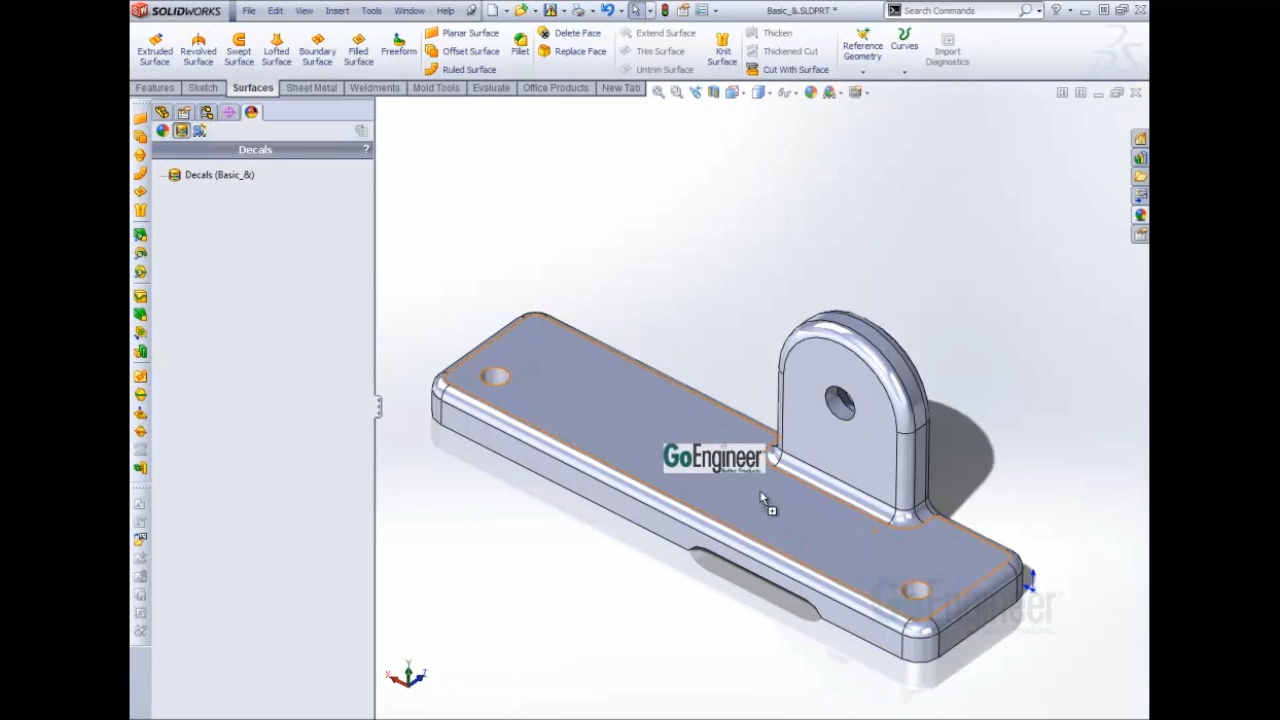 SOLIDWORKS File Edit View Insert Tools Window Help Basic_&.SLDPRT * Search Commands ?
Extruded Surface Revolved Surface Swept Surface Lofted Surface Boundary Surface Filled Surface Freeform Planar Surface Offset Surface Ruled Surface Fillet Delete Face Replace Face Extend Surface Trim Surface Untrim Surface Knit Surface Thicken Thickened Cut Cut With Surface Reference Geometry Curves Import Diagnostics
Features Sketch Surfaces Sheet Metal Weldments Mold Tools Evaluate Office Products New Tab
Decals ?
Decals (Basic_&)
GoEngineer
Better Products.
GoEngineer
X Y Z